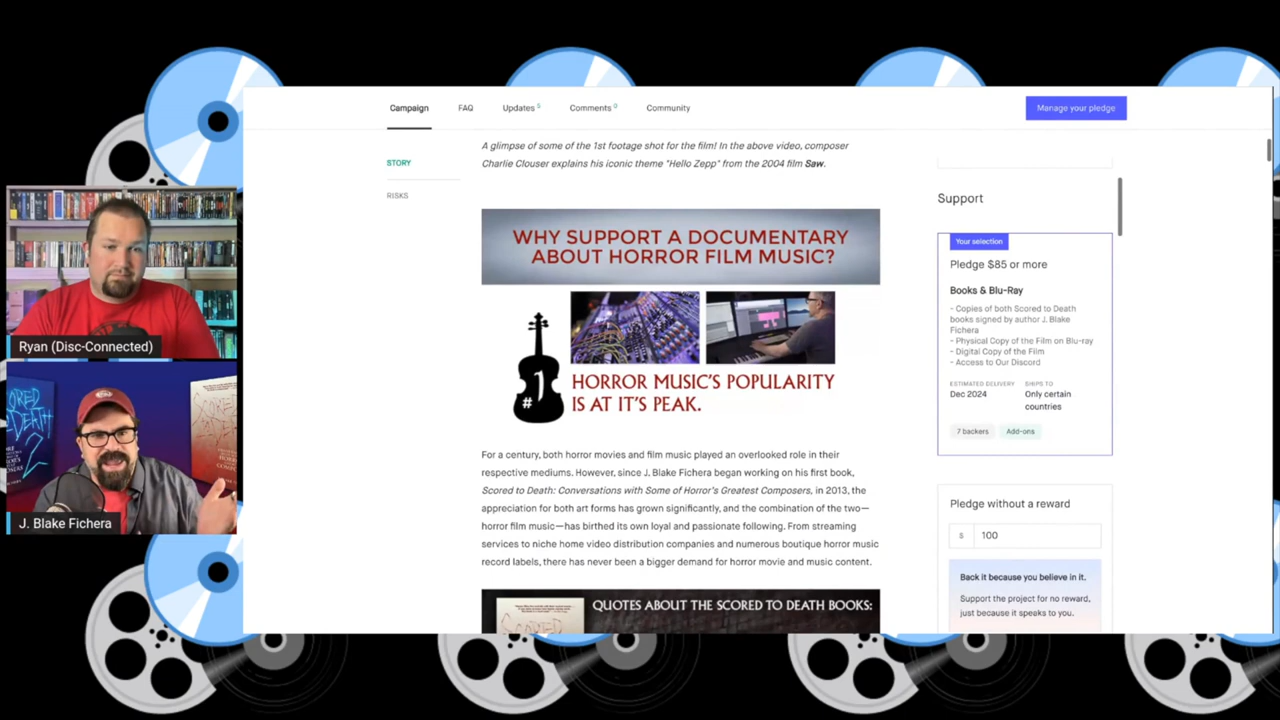 Campaign
FAQ
Updates 5
Comments 0
Community
Manage your pledge
STORY
RISKS
A glimpse of some of the 1st footage shot for the film! In the above video, composer
Charlie Clouser explains his iconic theme "Hello Zepp" from the 2004 film Saw.
WHY SUPPORT A DOCUMENTARY
ABOUT HORROR FILM MUSIC?
#1
HORROR MUSIC'S POPULARITY
IS AT IT'S PEAK.
For a century, both horror movies and film music played an overlooked role in their
respective mediums. However, since J. Blake Fichera began working on his first book,
Scored to Death: Conversations with Some of Horror's Greatest Composers, in 2013, the
appreciation for both art forms has grown significantly, and the combination of the two—
horror film music—has birthed its own loyal and passionate following. From streaming
services to niche home video distribution companies and numerous boutique horror music
record labels, there has never been a bigger demand for horror movie and music content.
QUOTES ABOUT THE SCORED TO DEATH BOOKS:
SCORED
Support
Your selection
Pledge $85 or more
Books & Blu-Ray
- Copies of both Scored to Death
books signed by author J. Blake
Fichera
- Physical Copy of the Film on Blu-ray
- Digital Copy of the Film
- Access to Our Discord
ESTIMATED DELIVERY
Dec 2024
SHIPS TO
Only certain
countries
7 backers
Add-ons
Pledge without a reward
$ 100
Back it because you believe in it.
Support the project for no reward,
just because it speaks to you.
Ryan (Disc-Connected)
SCORED
DEATH
2
SCORED
J. Blake Fichera